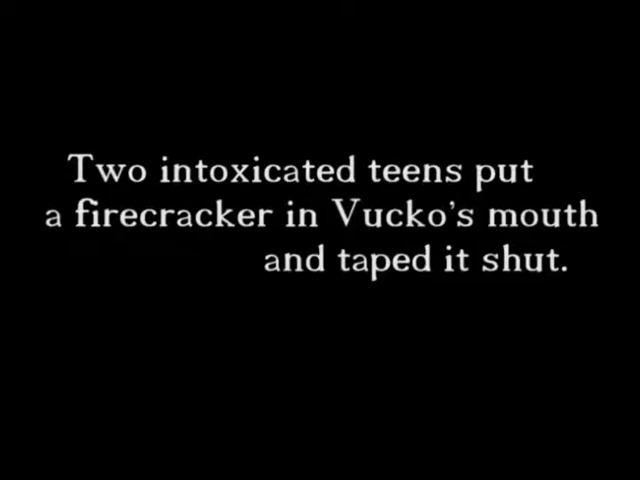 Two intoxicated teens put
a firecracker in Vucko's mouth
and taped it shut.